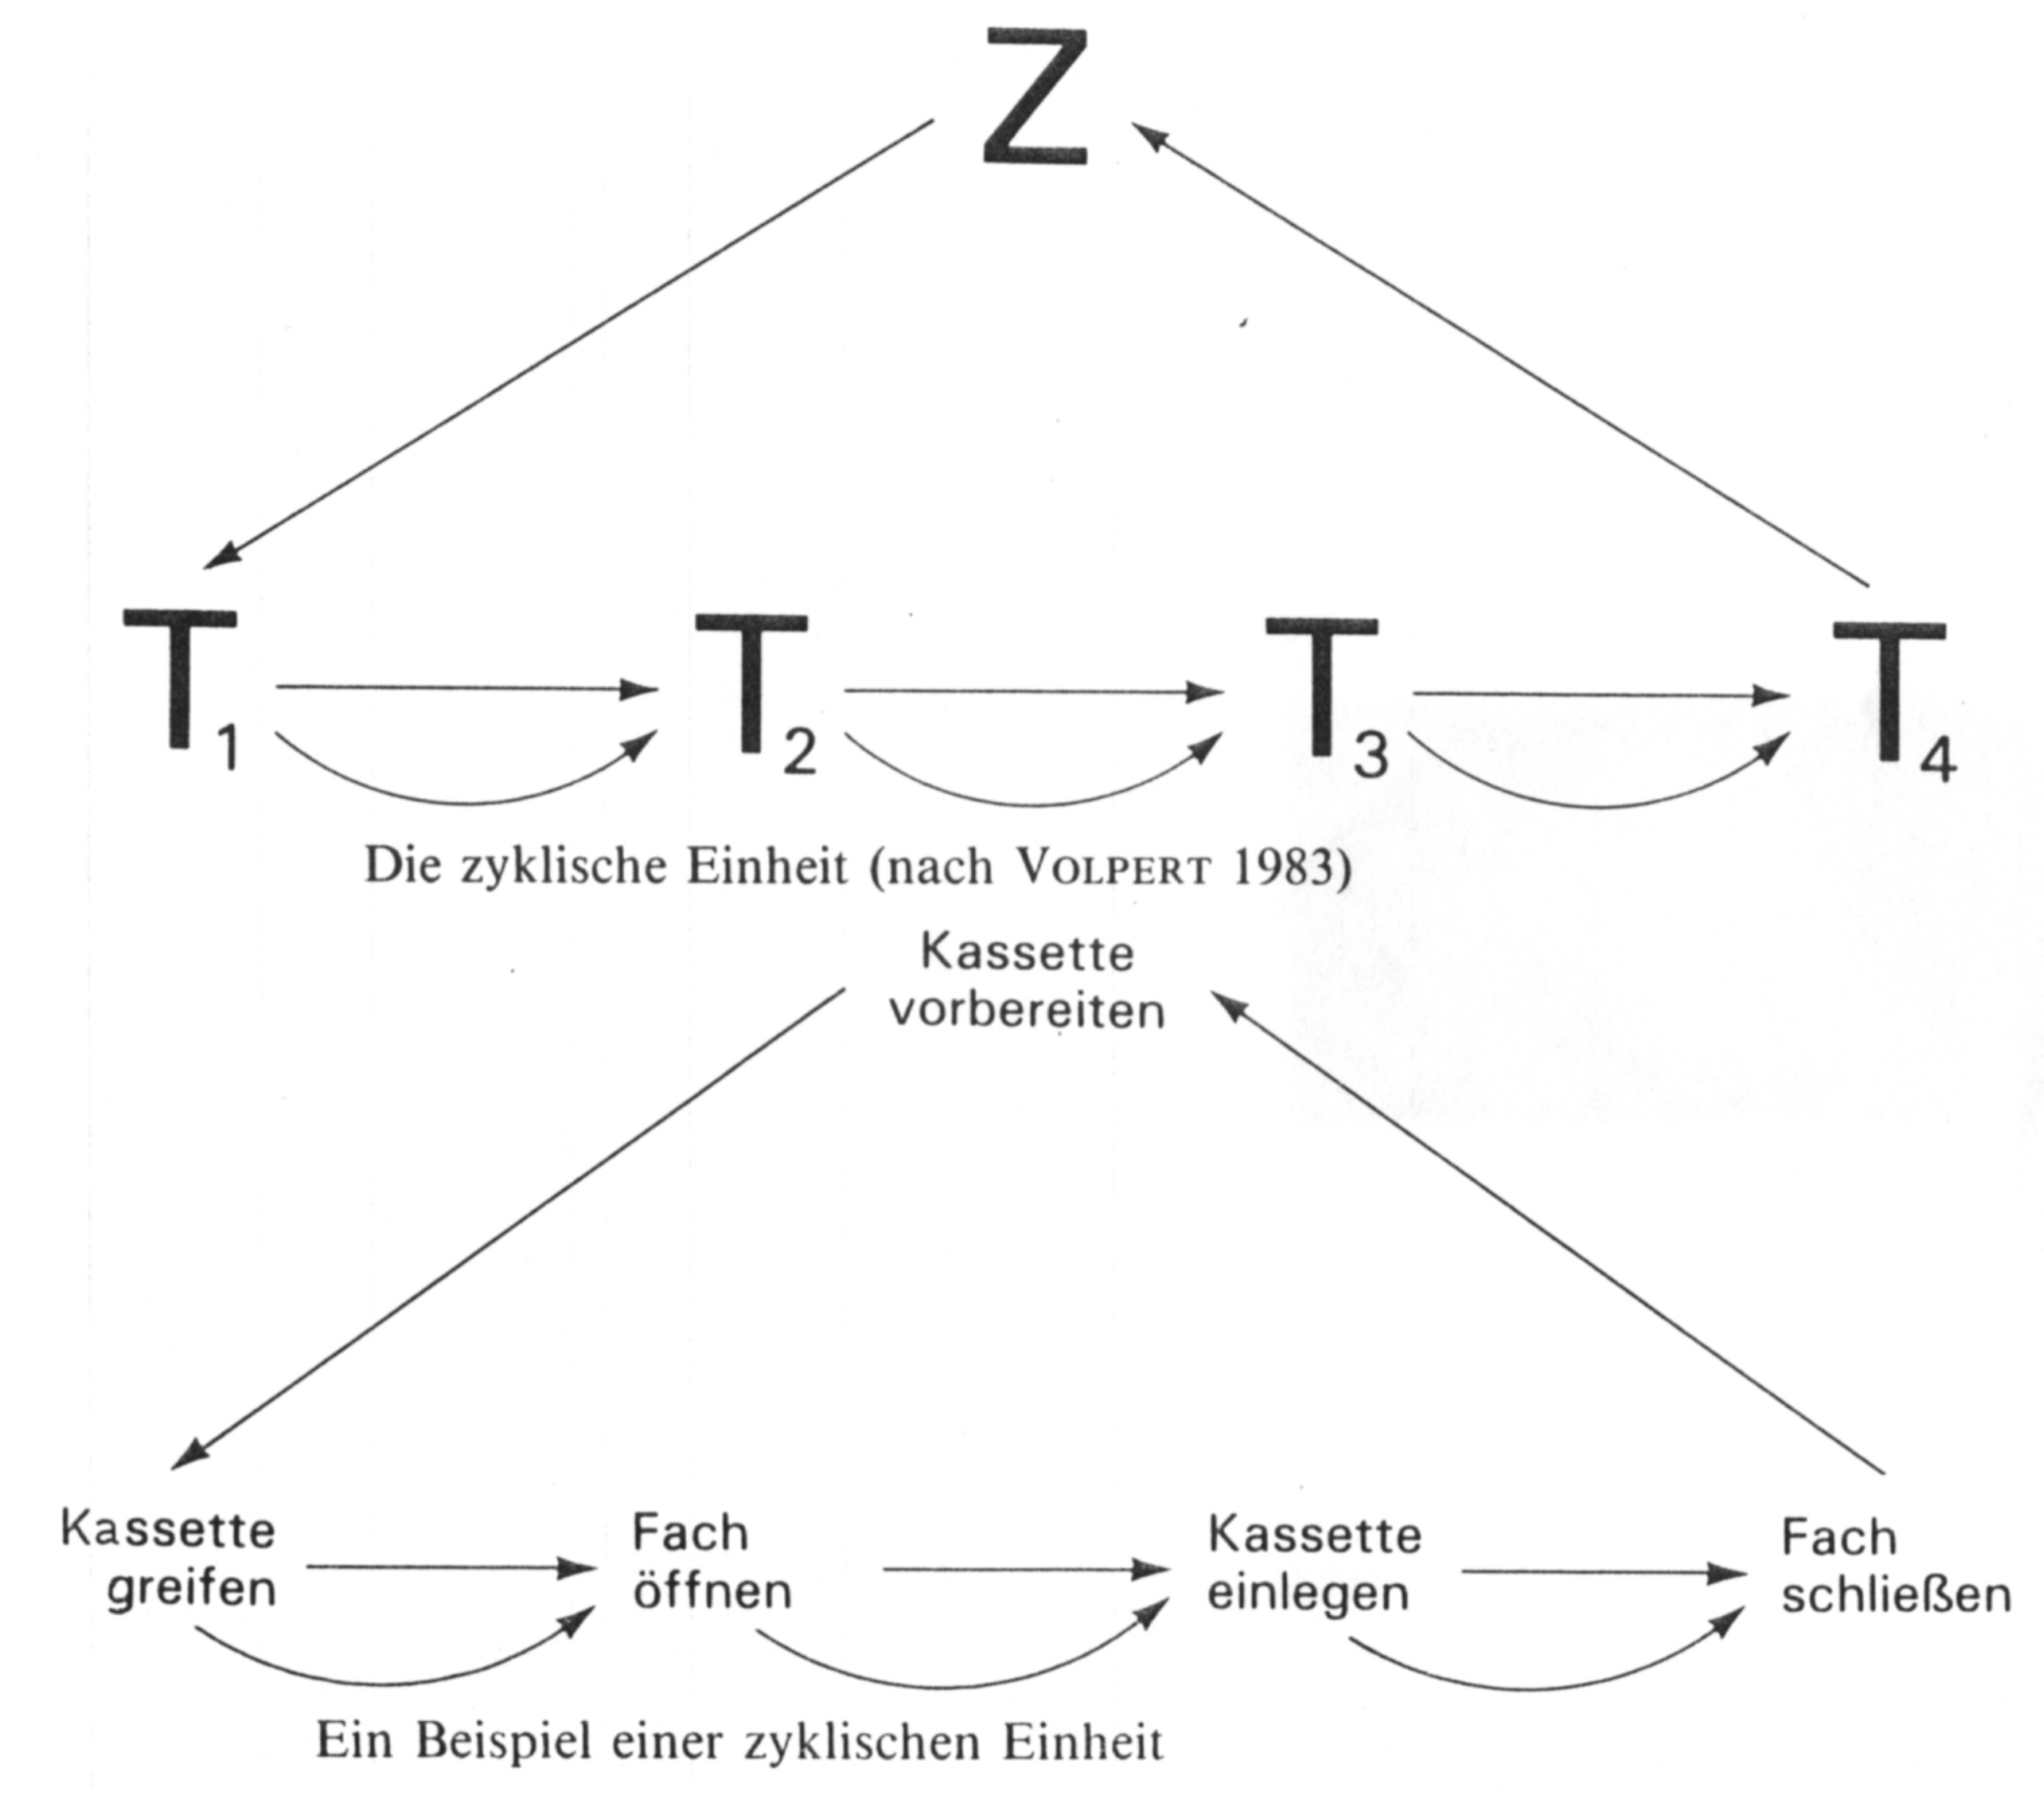 Z
T1 T2 T3 T4
Die zyklische Einheit (nach VOLPERT 1983)
Kassette
vorbereiten
Kassette
greifen
Fach
öffnen
Kassette
einlegen
Fach
schließen
Ein Beispiel einer zyklischen Einheit